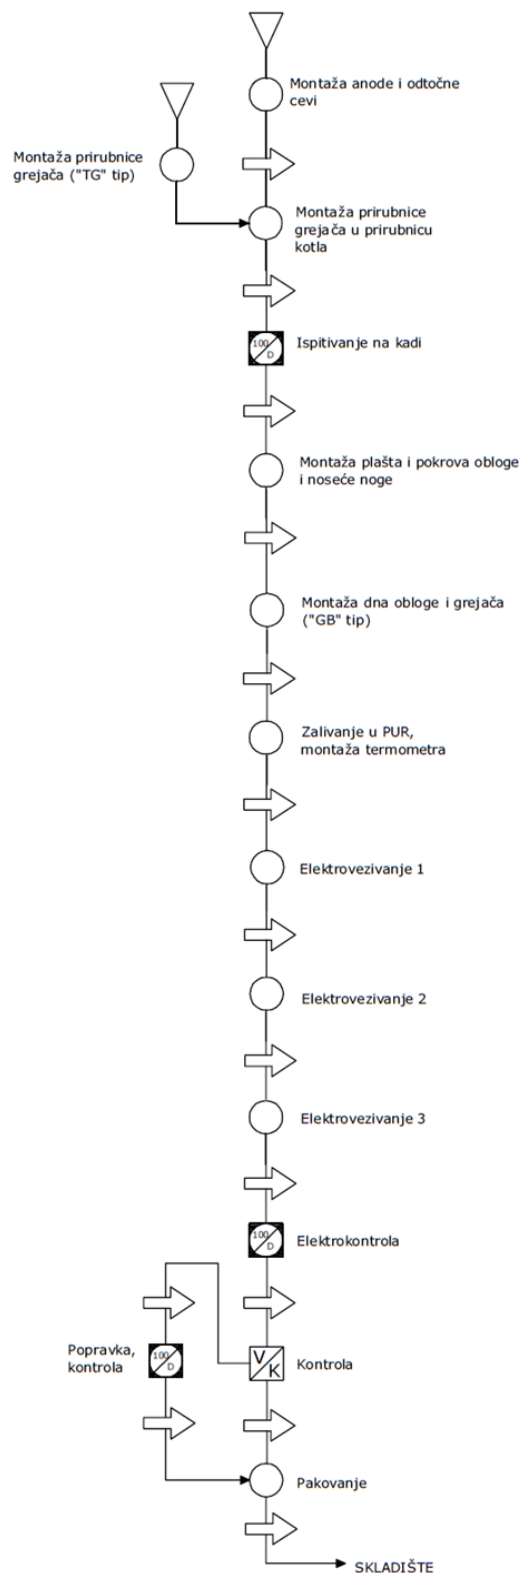 Montaža anode i odtočne
cevi
Montaža prirubnice
grejača ("TG" tip)
Montaža prirubnice
grejača u prirubnicu
kotla
100
D
Ispitivanje na kadi
Montaža plašta i pokrova obloge
i noseće noge
Montaža dna obloge i grejača
("GB" tip)
Zalivanje u PUR,
montaža termometra
Elektrovezivanje 1
Elektrovezivanje 2
Elektrovezivanje 3
100
D
Elektrokontrola
Popravka,
kontrola
100
D
V
K
Kontrola
Pakovanje
SKLADIŠTE